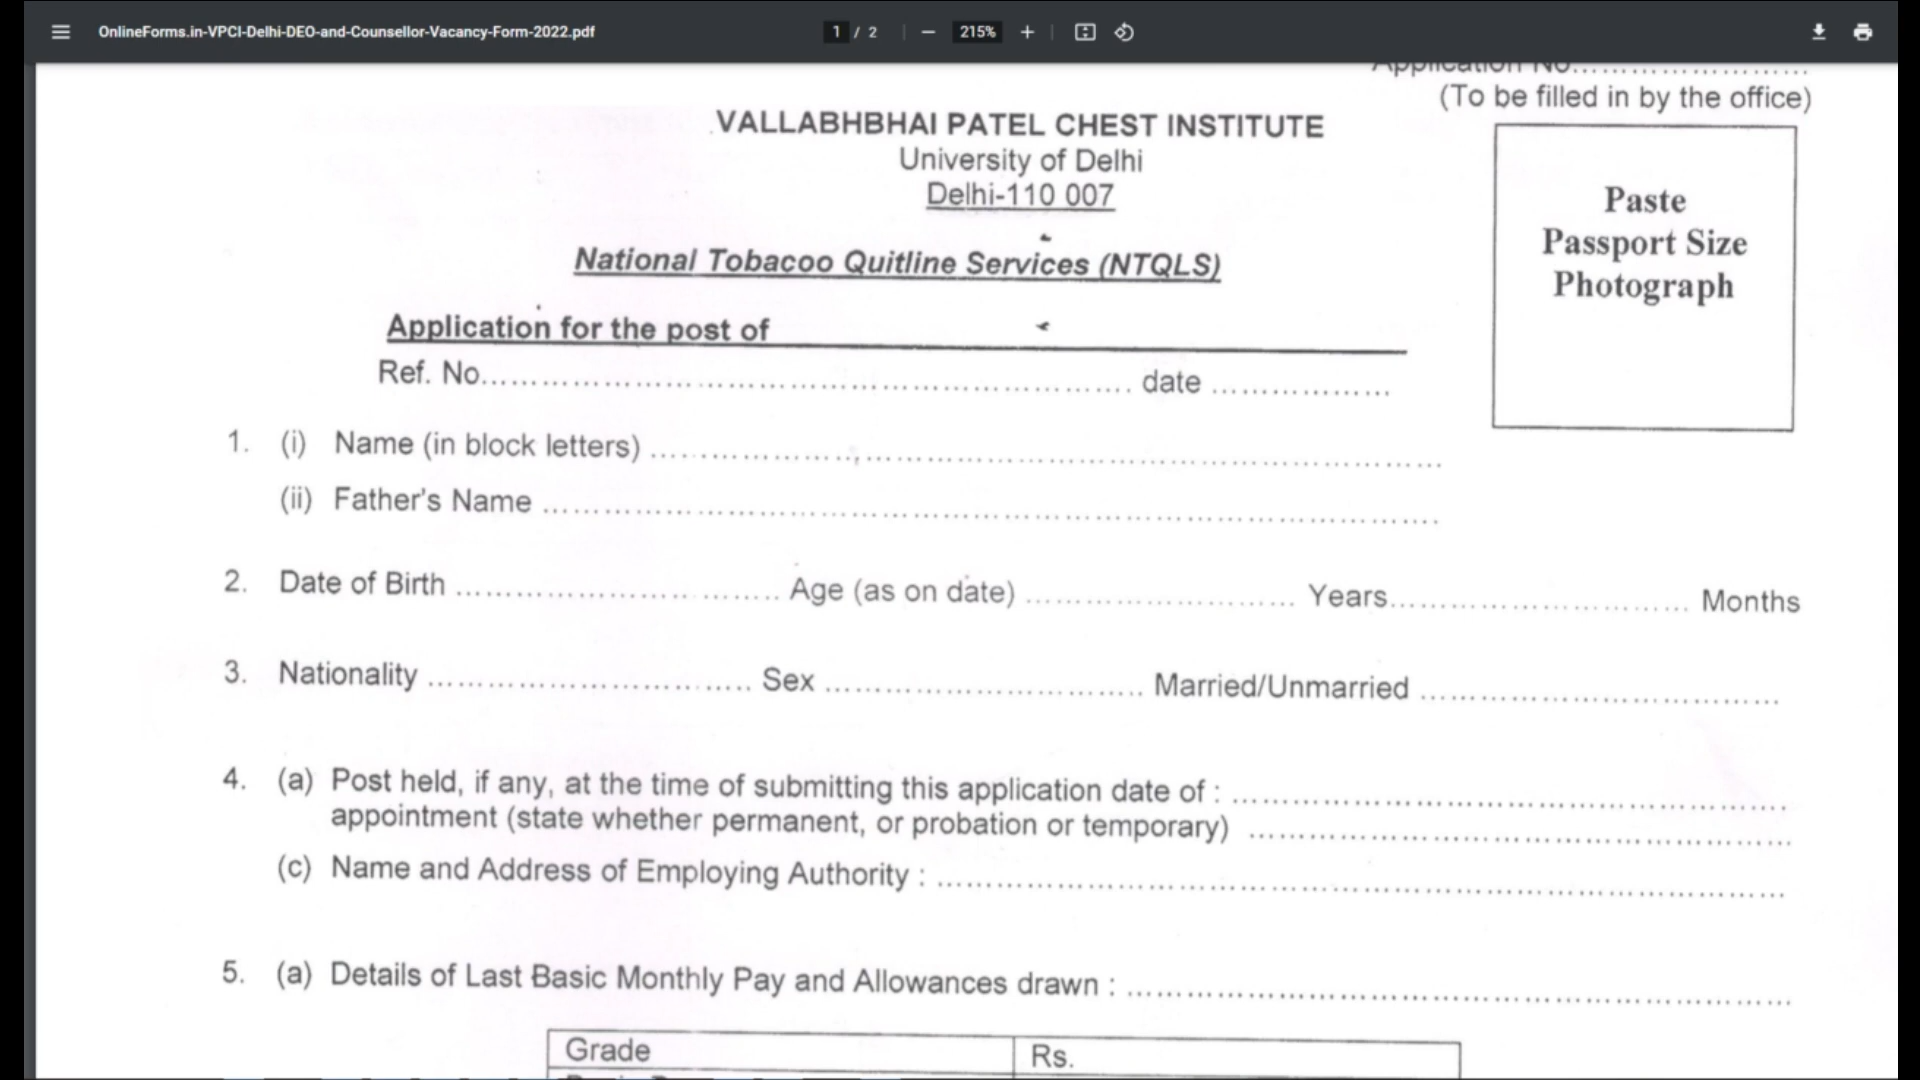 OnlineForms.in-VPCI-Delhi-DEO-and-Counsellor-Vacancy-Form-2022.pdf
1 / 2
215%
Application No....................................
(To be filled in by the office)
VALLABHBHAI PATEL CHEST INSTITUTE
University of Delhi
Delhi-110 007
Paste
Passport Size
Photograph
National Tobacoo Quitline Services (NTQLS)
Application for the post of
Ref. No.................................................................. date ..................
1. (i) Name (in block letters) ................................................................................
(ii) Father's Name ..........................................................................................
2. Date of Birth ................................. Age (as on date) ........................... Years.............................. Months
3. Nationality ................................. Sex ................................ Married/Unmarried ....................................
4. (a) Post held, if any, at the time of submitting this application date of : ........................................................
appointment (state whether permanent, or probation or temporary) ......................................................
(c) Name and Address of Employing Authority : .....................................................................................
5. (a) Details of Last Basic Monthly Pay and Allowances drawn : ..................................................................
Grade Rs.